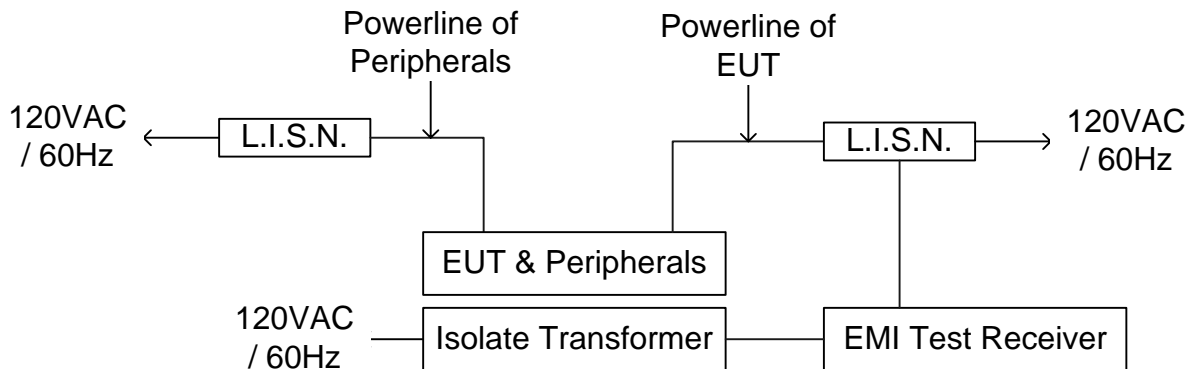 Powerline of
Peripherals
Powerline of
EUT
120VAC
/ 60Hz
L.I.S.N.
L.I.S.N.
120VAC
/ 60Hz
EUT & Peripherals
120VAC
/ 60Hz
Isolate Transformer
EMI Test Receiver